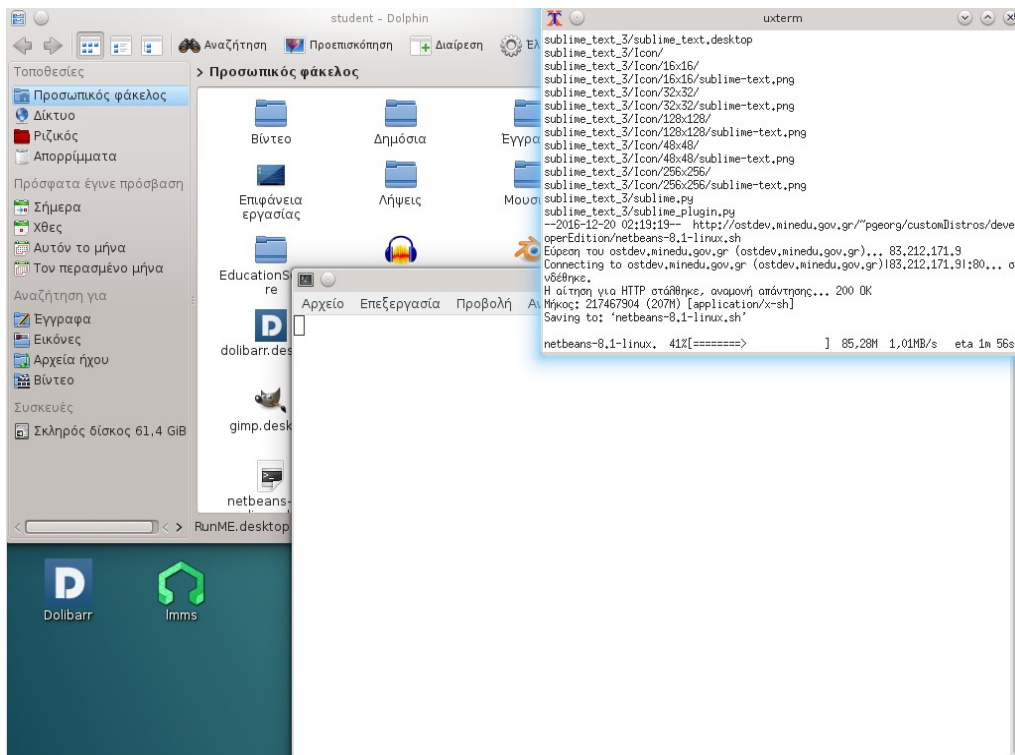 student – Dolphin
Αναζήτηση Προεπισκόπηση Διαίρεση
Τοποθεσίες
Προσωπικός φάκελος
Δίκτυο
Ριζικός
Απορρίμματα
Πρόσφατα έγινε πρόσβαση
Σήμερα
Χθες
Αυτόν το μήνα
Τον περασμένο μήνα
Αναζήτηση για
Έγγραφα
Εικόνες
Αρχεία ήχου
Βίντεο
Συσκευές
Σκληρός δίσκος 61,4 GiB
> Προσωπικός φάκελος
Βίντεο Δημόσια Έγγρα
Επιφάνεια
εργασίας
Λήψεις Μουσι
EducationS
re
dolibarr.des
gimp.desk
netbeans-
RunME.desktop
Αρχείο Επεξεργασία Προβολή
uxterm
sublime_text_3/sublime_text.desktop
sublime_text_3/Icon/
sublime_text_3/Icon/16x16/
sublime_text_3/Icon/16x16/sublime-text.png
sublime_text_3/Icon/32x32/
sublime_text_3/Icon/32x32/sublime-text.png
sublime_text_3/Icon/128x128/
sublime_text_3/Icon/128x128/sublime-text.png
sublime_text_3/Icon/48x48/
sublime_text_3/Icon/48x48/sublime-text.png
sublime_text_3/Icon/256x256/
sublime_text_3/Icon/256x256/sublime-text.png
sublime_text_3/sublime.py
sublime_text_3/sublime_plugin.py
--2016-12-20 02:19:19-- http://ostdev.minedu.gov.gr/~pgeorg/customDistros/deve
operEdition/netbeans-8.1-linux.sh
Εύρεση του ostdev.minedu.gov.gr (ostdev.minedu.gov.gr)... 83.212.171.9
Connecting to ostdev.minedu.gov.gr (ostdev.minedu.gov.gr)|83.212.171.9|:80... σ
νδέθηκε.
Η αίτηση για HTTP στάλθηκε, αναμονή απάντησης... 200 OK
Μήκος: 217467904 (207M) [application/x-sh]
Saving to: ‘netbeans-8.1-linux.sh’
netbeans-8.1-linux. 41%[========> ] 85,28M 1,01MB/s eta 1m 56s
Dolibarr
lmms